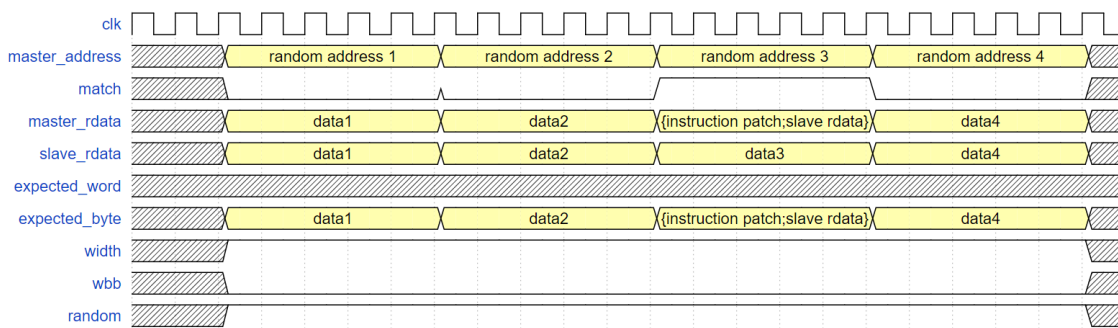 clk
master_address random address 1 random address 2 random address 3 random address 4
match
master_rdata data1 data2 {instruction patch;slave rdata} data4
slave_rdata data1 data2 data3 data4
expected_word
expected_byte data1 data2 {instruction patch;slave rdata} data4
width
wbb
random